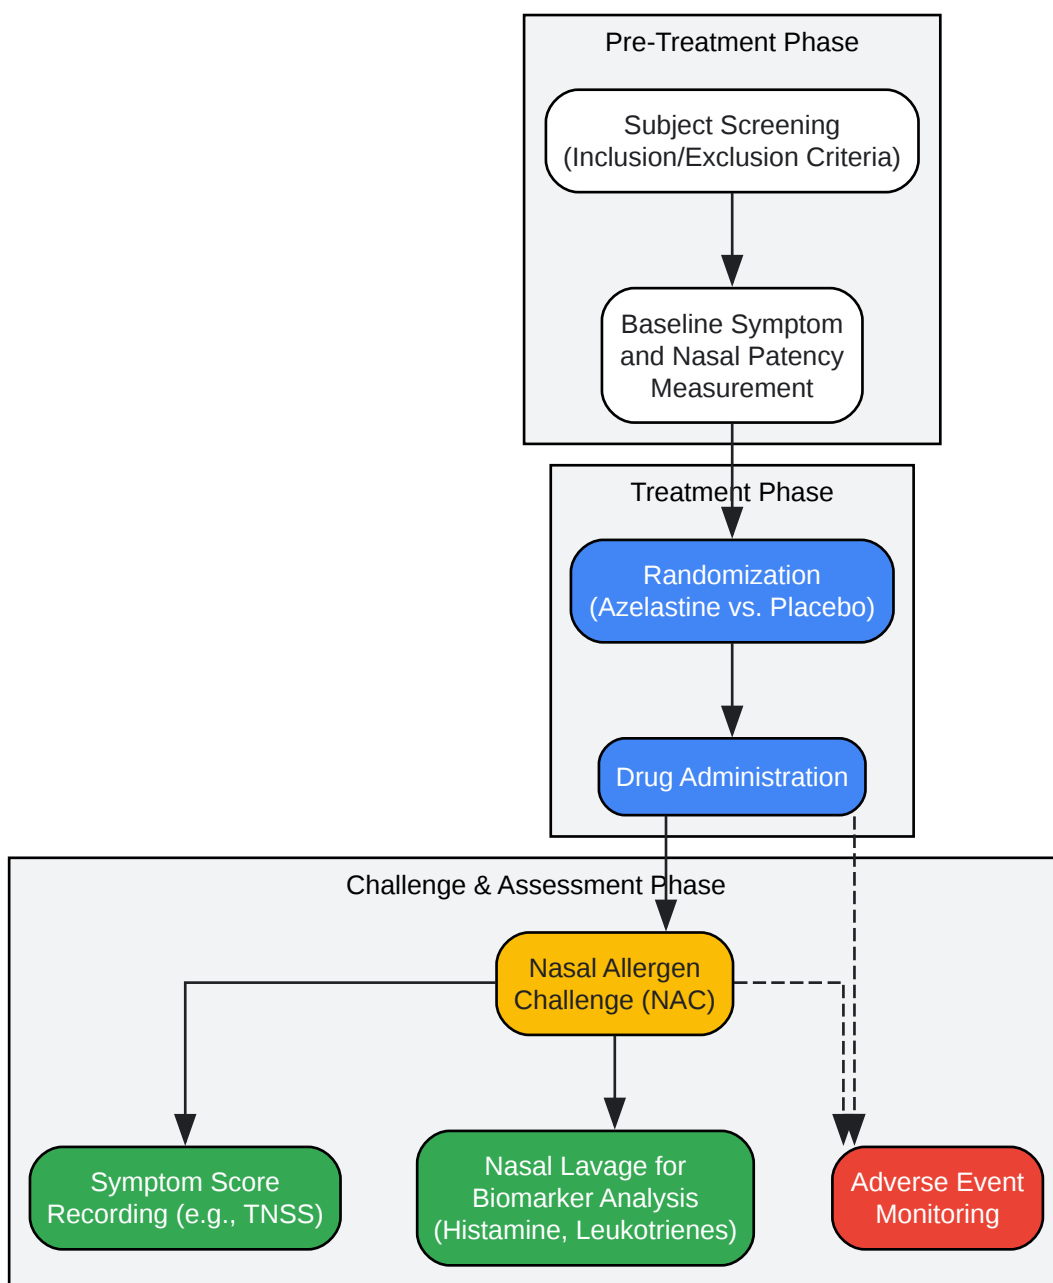 Pre-Treatment Phase
Subject Screening
(Inclusion/Exclusion Criteria)
Baseline Symptom
and Nasal Patency
Measurement
Treatment Phase
Randomization
(Azelastine vs. Placebo)
Drug Administration
Challenge & Assessment Phase
Nasal Allergen
Challenge (NAC)
Symptom Score
Recording (e.g., TNSS)
Nasal Lavage for
Biomarker Analysis
(Histamine, Leukotrienes)
Adverse Event
Monitoring